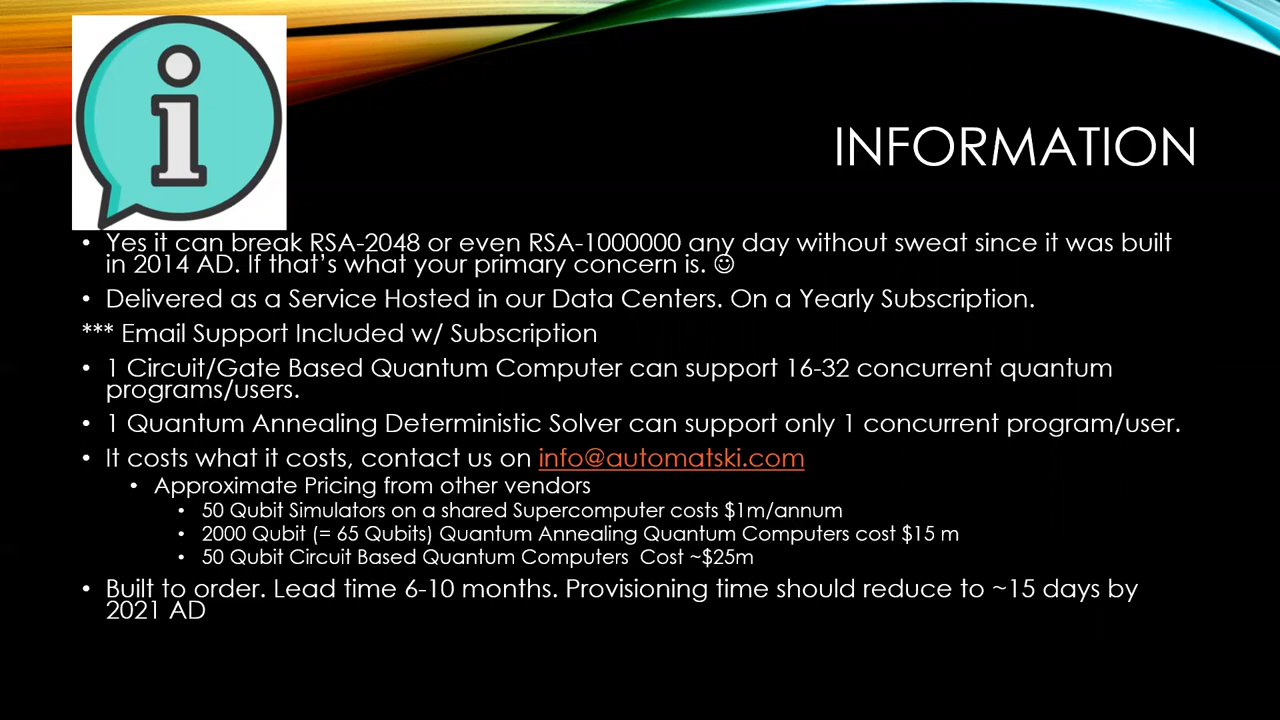 INFORMATION
• Yes it can break RSA-2048 or even RSA-1000000 any day without sweat since it was built
in 2014 AD. If that's what your primary concern is. ☺
• Delivered as a Service Hosted in our Data Centers. On a Yearly Subscription.
*** Email Support Included w/ Subscription
• 1 Circuit/Gate Based Quantum Computer can support 16-32 concurrent quantum
programs/users.
• 1 Quantum Annealing Deterministic Solver can support only 1 concurrent program/user.
• It costs what it costs, contact us on info@automatski.com
• Approximate Pricing from other vendors
• 50 Qubit Simulators on a shared Supercomputer costs $1m/annum
• 2000 Qubit (= 65 Qubits) Quantum Annealing Quantum Computers cost $15 m
• 50 Qubit Circuit Based Quantum Computers Cost ~$25m
• Built to order. Lead time 6-10 months. Provisioning time should reduce to ~15 days by
2021 AD